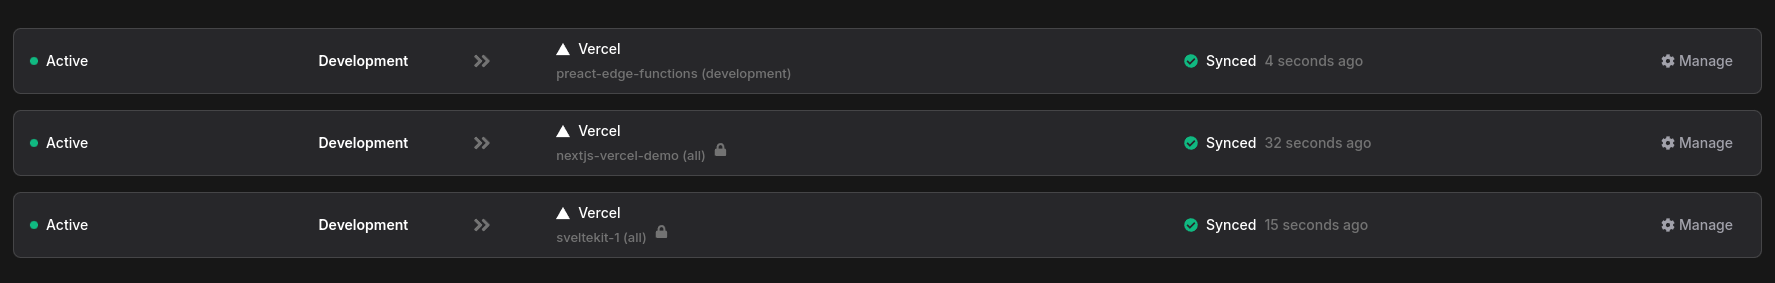 Active Development Vercel Synced 4 seconds ago Manage
preact-edge-functions (development)
Active Development Vercel Synced 32 seconds ago Manage
nextjs-vercel-demo (all)
Active Development Vercel Synced 15 seconds ago Manage
sveltekit-1 (all)